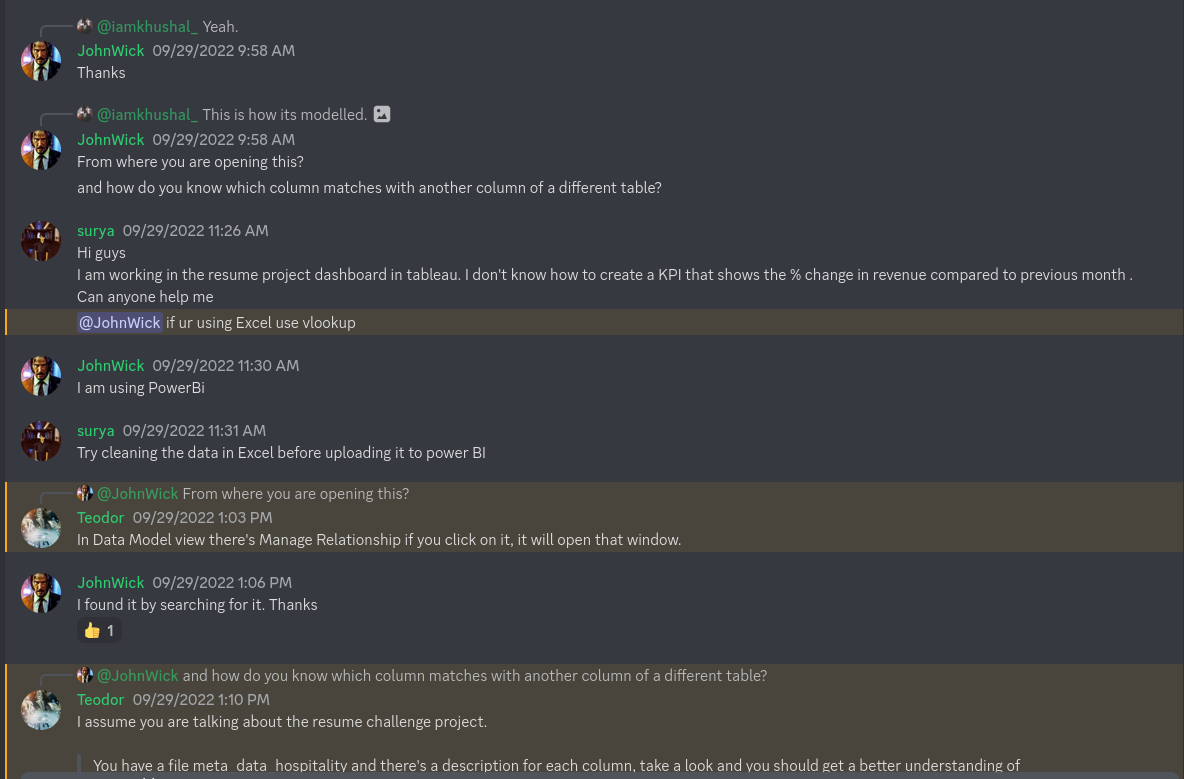 @iamkhushal_ Yeah.
JohnWick 09/29/2022 9:58 AM
Thanks
@iamkhushal_ This is how its modelled.
JohnWick 09/29/2022 9:58 AM
From where you are opening this?
and how do you know which column matches with another column of a different table?
surya 09/29/2022 11:26 AM
Hi guys
I am working in the resume project dashboard in tableau. I don't know how to create a KPI that shows the % change in revenue compared to previous month .
Can anyone help me
@JohnWick if ur using Excel use vlookup
JohnWick 09/29/2022 11:30 AM
I am using PowerBi
surya 09/29/2022 11:31 AM
Try cleaning the data in Excel before uploading it to power BI
@JohnWick From where you are opening this?
Teodor 09/29/2022 1:03 PM
In Data Model view there's Manage Relationship if you click on it, it will open that window.
JohnWick 09/29/2022 1:06 PM
I found it by searching for it. Thanks
👍 1
@JohnWick and how do you know which column matches with another column of a different table?
Teodor 09/29/2022 1:10 PM
I assume you are talking about the resume challenge project.
You have a file meta_data_hospitality and there's a description for each column, take a look and you should get a better understanding of